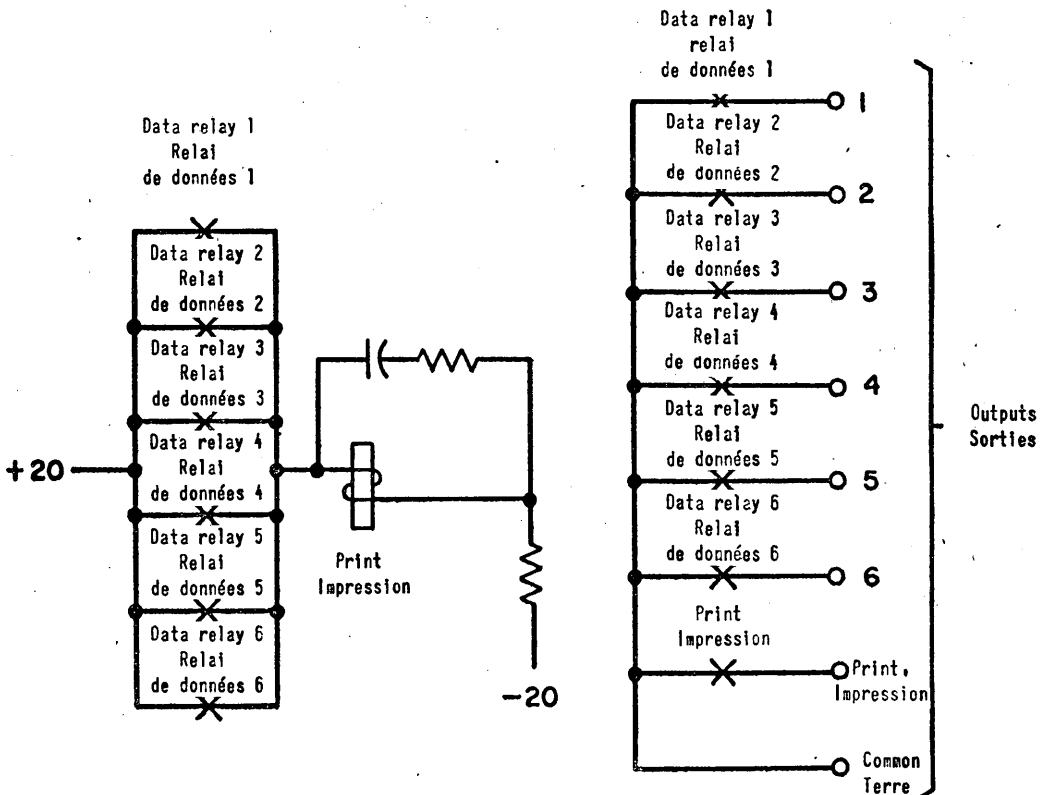 Data relay 1
Relai
de données 1
Data relay 2
Relai
de données 2
Data relay 3
Relai
de données 3
Data relay 4
Relai
de données 4
Data relay 5
Relai
de données 5
Data relay 6
Relai
de données 6
+20
Print
Impression
-20
Data relay 1
relai
de données 1
1
Data relay 2
Relai
de données 2
2
Data relay 3
Relai
de données 3
3
Data relay 4
Relai
de données 4
4
Data relay 5
Relai
de données 5
5
Data relay 6
Relai
de données 6
6
Print
Impression
Print.
Impression
Common
Terre
Outputs
Sorties